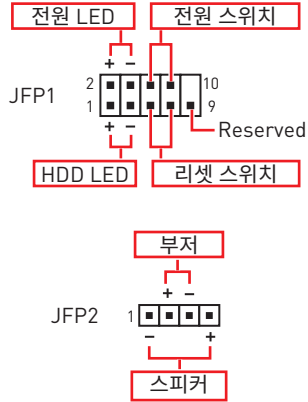 전원 LED 전원 스위치
+ −
JFP1
2 10
1 9
+ −
Reserved
HDD LED 리셋 스위치
부저
+ −
JFP2 1
− +
스피커